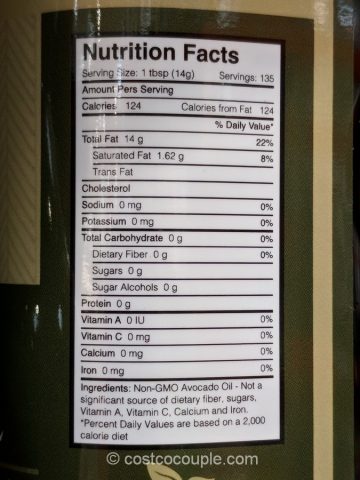 Nutrition Facts
Serving Size: 1 tbsp (14g) Servings: 135
Amount Pers Serving
Calories 124 Calories from Fat 124
% Daily Value*
Total Fat 14 g 22%
Saturated Fat 1.62 g 8%
Trans Fat
Cholesterol
Sodium 0 mg 0%
Potassium 0 mg 0%
Total Carbohydrate 0 g 0%
Dietary Fiber 0 g 0%
Sugars 0 g
Sugar Alcohols 0 g
Protein 0 g
Vitamin A 0 IU 0%
Vitamin C 0 mg 0%
Calcium 0 mg 0%
Iron 0 mg 0%
Ingredients: Non-GMO Avocado Oil - Not a
significant source of dietary fiber, sugars,
Vitamin A, Vitamin C, Calcium and Iron.
*Percent Daily Values are based on a 2,000
calorie diet
© costcocouple.com